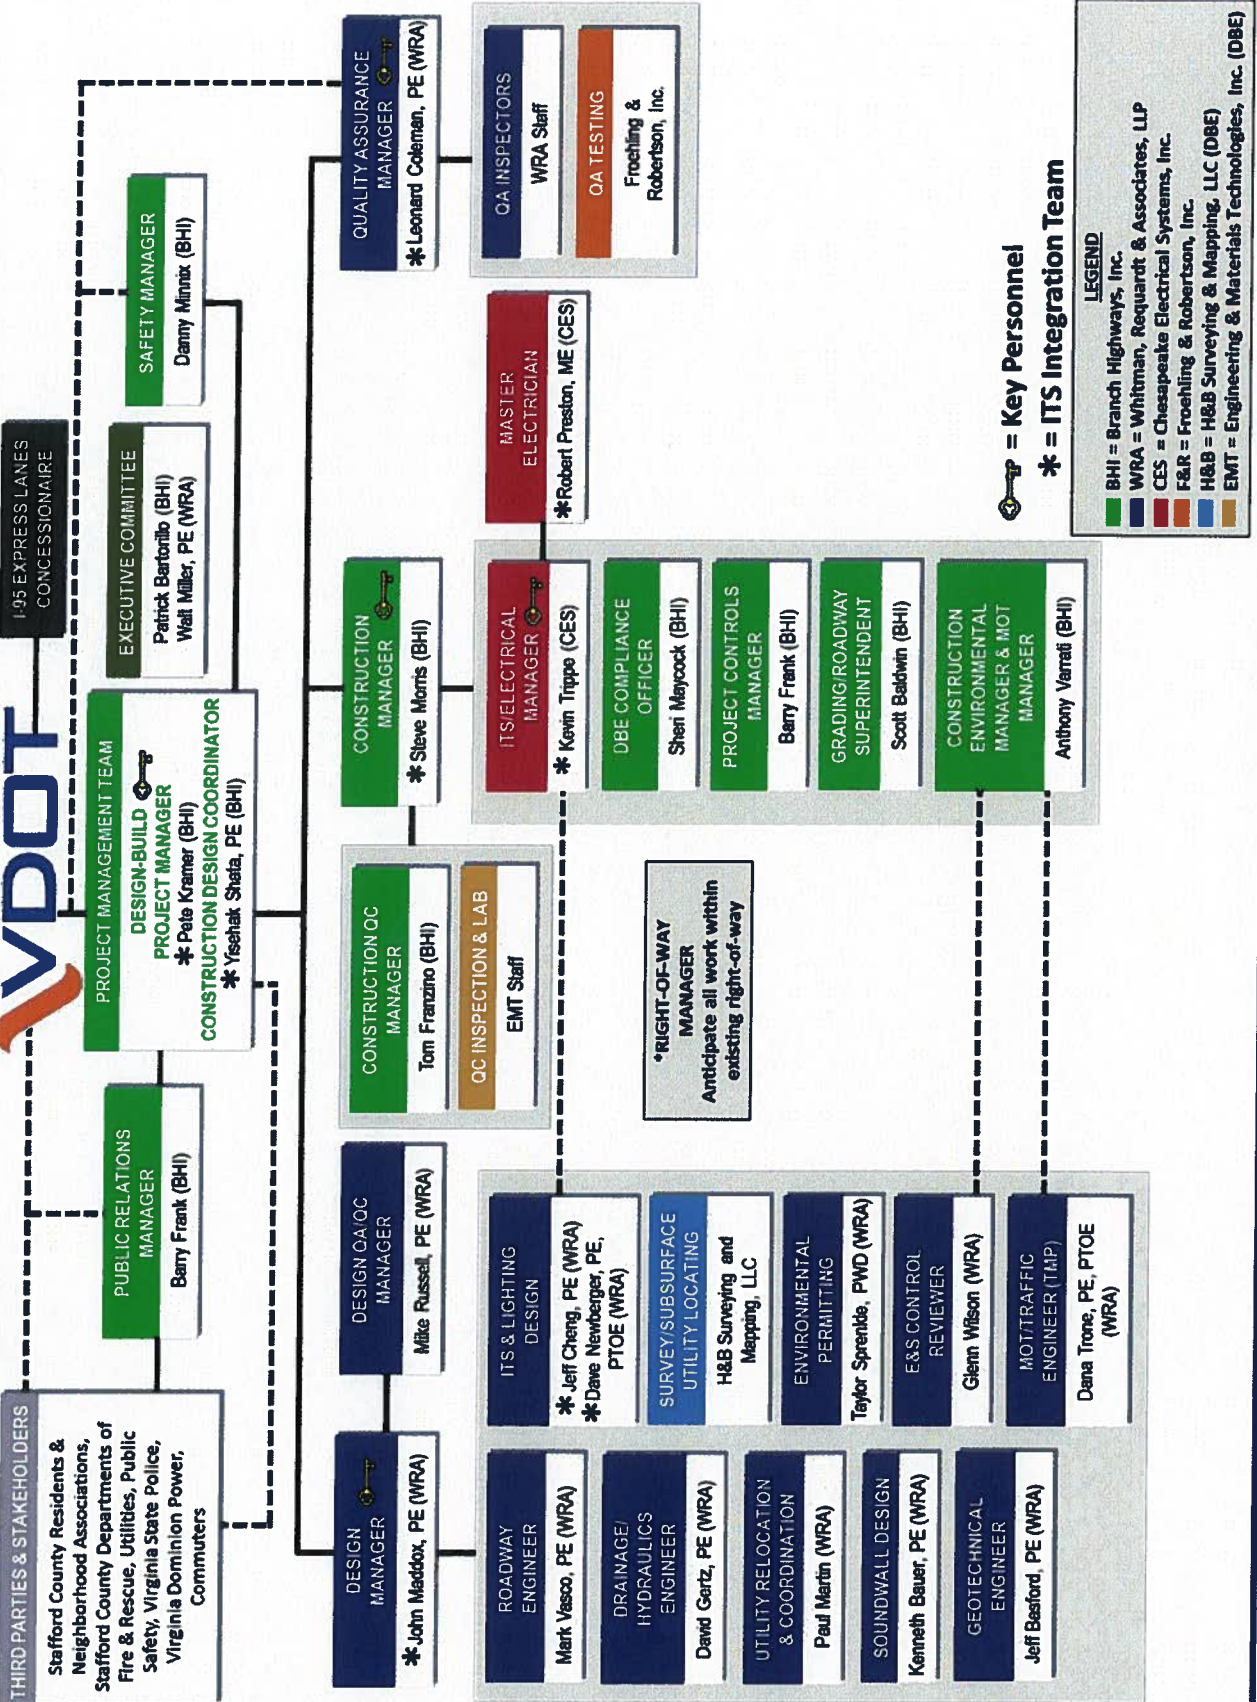 VDOT
I-95 EXPRESS LANES
CONCESSIONAIRE
THIRD PARTIES & STAKEHOLDERS
Stafford County Residents &
Neighborhood Associations,
Stafford County Departments of
Fire & Rescue, Utilities, Public
Safety, Virginia State Police,
Virginia Dominion Power,
Commuters
PUBLIC RELATIONS
MANAGER
Barry Frank (BHI)
PROJECT MANAGEMENT TEAM
DESIGN-BUILD
PROJECT MANAGER
* Pete Kramer (BHI)
CONSTRUCTION DESIGN COORDINATOR
* Yisehak Shata, PE (BHI)
EXECUTIVE COMMITTEE
Patrick Bartorillo (BHI)
Walt Miller, PE (WRA)
SAFETY MANAGER
Danny Minnix (BHI)
DESIGN
MANAGER
* John Maddox, PE (WRA)
DESIGN QA/QC
MANAGER
Mike Russell, PE (WRA)
CONSTRUCTION QC
MANAGER
Tom Franzino (BHI)
QC INSPECTION & LAB
EMT Staff
CONSTRUCTION
MANAGER
* Steve Morris (BHI)
QUALITY ASSURANCE
MANAGER
* Leonard Coleman, PE (WRA)
QA INSPECTORS
WRA Staff
QA TESTING
Froehling &
Robertson, Inc.
ROADWAY
ENGINEER
Mark Vasco, PE (WRA)
DRAINAGE/
HYDRAULICS
ENGINEER
David Gertz, PE (WRA)
UTILITY RELOCATION
& COORDINATION
Paul Martin (WRA)
SOUNDWALL DESIGN
Kenneth Bauer, PE (WRA)
GEOTECHNICAL
ENGINEER
Jeff Basford, PE (WRA)
ITS & LIGHTING
DESIGN
* Jeff Cheng, PE (WRA)
* Dave Newberger, PE,
PTOE (WRA)
SURVEY/SUBSURFACE
UTILITY LOCATING
H&B Surveying and
Mapping, LLC
ENVIRONMENTAL
PERMITTING
Taylor Sprenkle, PWD (WRA)
E&S CONTROL
REVIEWER
Glenn Wilson (WRA)
MOT/TRAFFIC
ENGINEER (TMP)
Dana Trone, PE, PTOE
(WRA)
*RIGHT-OF-WAY
MANAGER
Anticipate all work within
existing right-of-way
ITS/ELECTRICAL
MANAGER
* Kevin Trippe (CES)
DBE COMPLIANCE
OFFICER
Sheri Maycock (BHI)
PROJECT CONTROLS
MANAGER
Barry Frank (BHI)
GRADING/ROADWAY
SUPERINTENDENT
Scott Baldwin (BHI)
CONSTRUCTION
ENVIRONMENTAL
MANAGER & MOT
MANAGER
Anthony Varrati (BHI)
MASTER
ELECTRICIAN
* Robert Preston, ME (CES)
= Key Personnel
* = ITS Integration Team
LEGEND
BHI = Branch Highways, Inc.
WRA = Whitman, Requardt & Associates, LLP
CES = Chesapeake Electrical Systems, Inc.
F&R = Froehling & Robertson, Inc.
H&B = H&B Surveying & Mapping, LLC (DBE)
EMT = Engineering & Materials Technologies, Inc. (DBE)